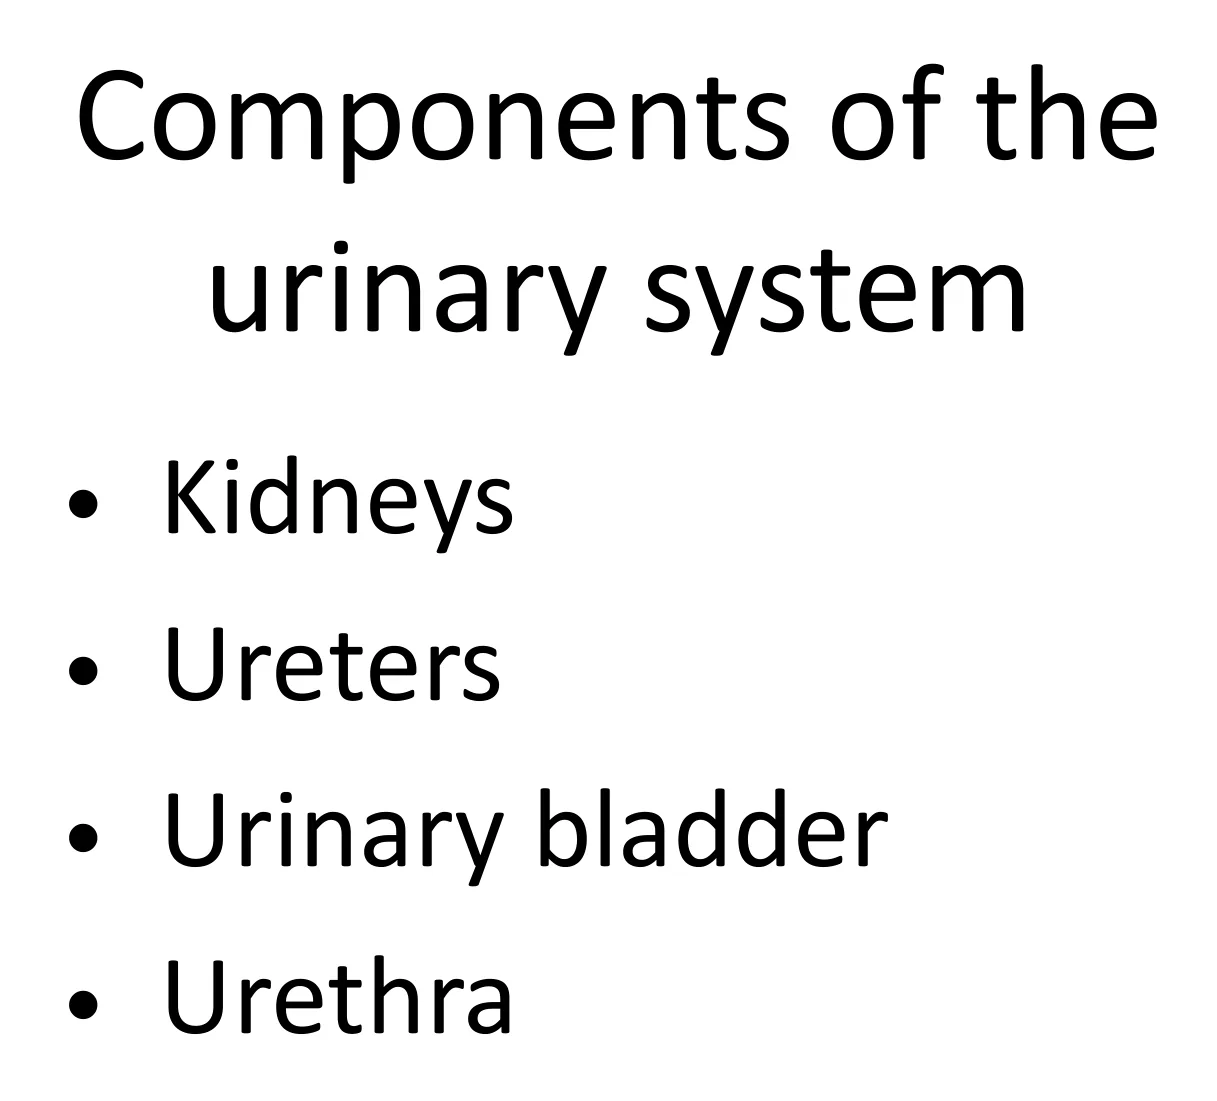 Components of the
urinary system
• Kidneys
• Ureters
• Urinary bladder
• Urethra